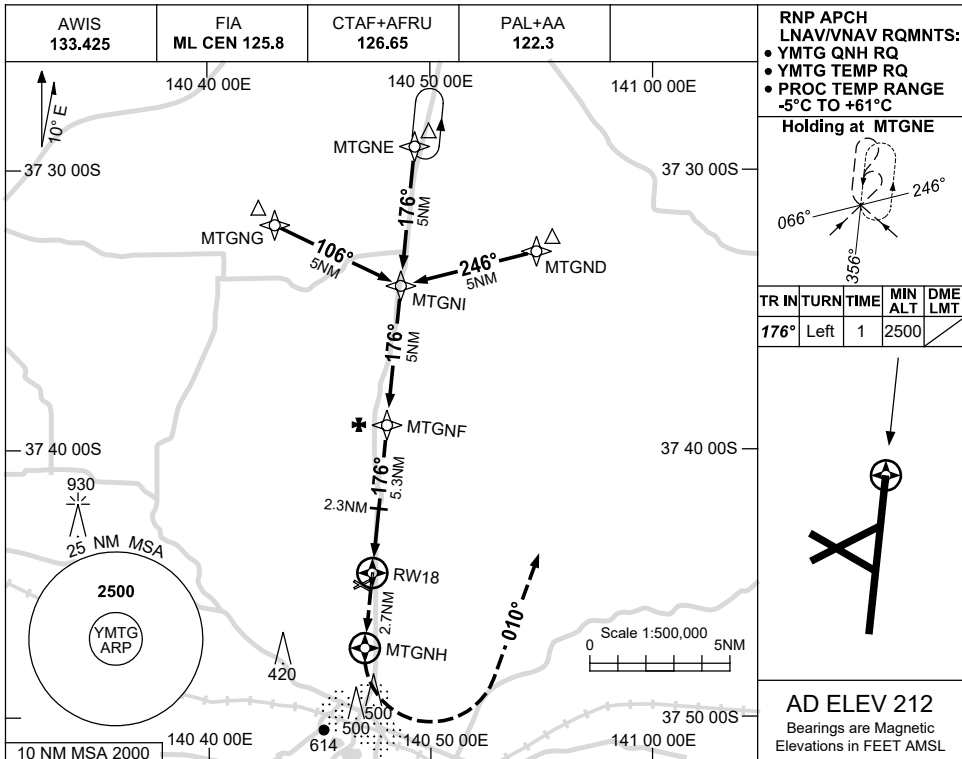 AWIS
133.425
FIA
ML CEN 125.8
CTAF+AFRU
126.65
PAL+AA
122.3
RNP APCH
LNAV/VNAV RQMNTS:
• YMTG QNH RQ
• YMTG TEMP RQ
• PROC TEMP RANGE
-5°C TO +61°C
Holding at MTGNE
246°
066°
356°
TR IN TURN TIME MIN ALT DME LMT
176° Left 1 2500
AD ELEV 212
Bearings are Magnetic
Elevations in FEET AMSL
140 40 00E
140 50 00E
141 00 00E
10° E
MTGNE
37 30 00S
37 30 00S
176°
5NM
MTGNG
106°
5NM
246°
5NM
MTGND
MTGNI
176°
5NM
MTGNF
37 40 00S
37 40 00S
176°
5.3NM
2.3NM
930
25 NM MSA
2500
YMTG
ARP
RW18
2.7NM
MTGNH
010°
Scale 1:500,000
0 5NM
420
500
500
614
37 50 00S
140 40 00E
140 50 00E
141 00 00E
10 NM MSA 2000